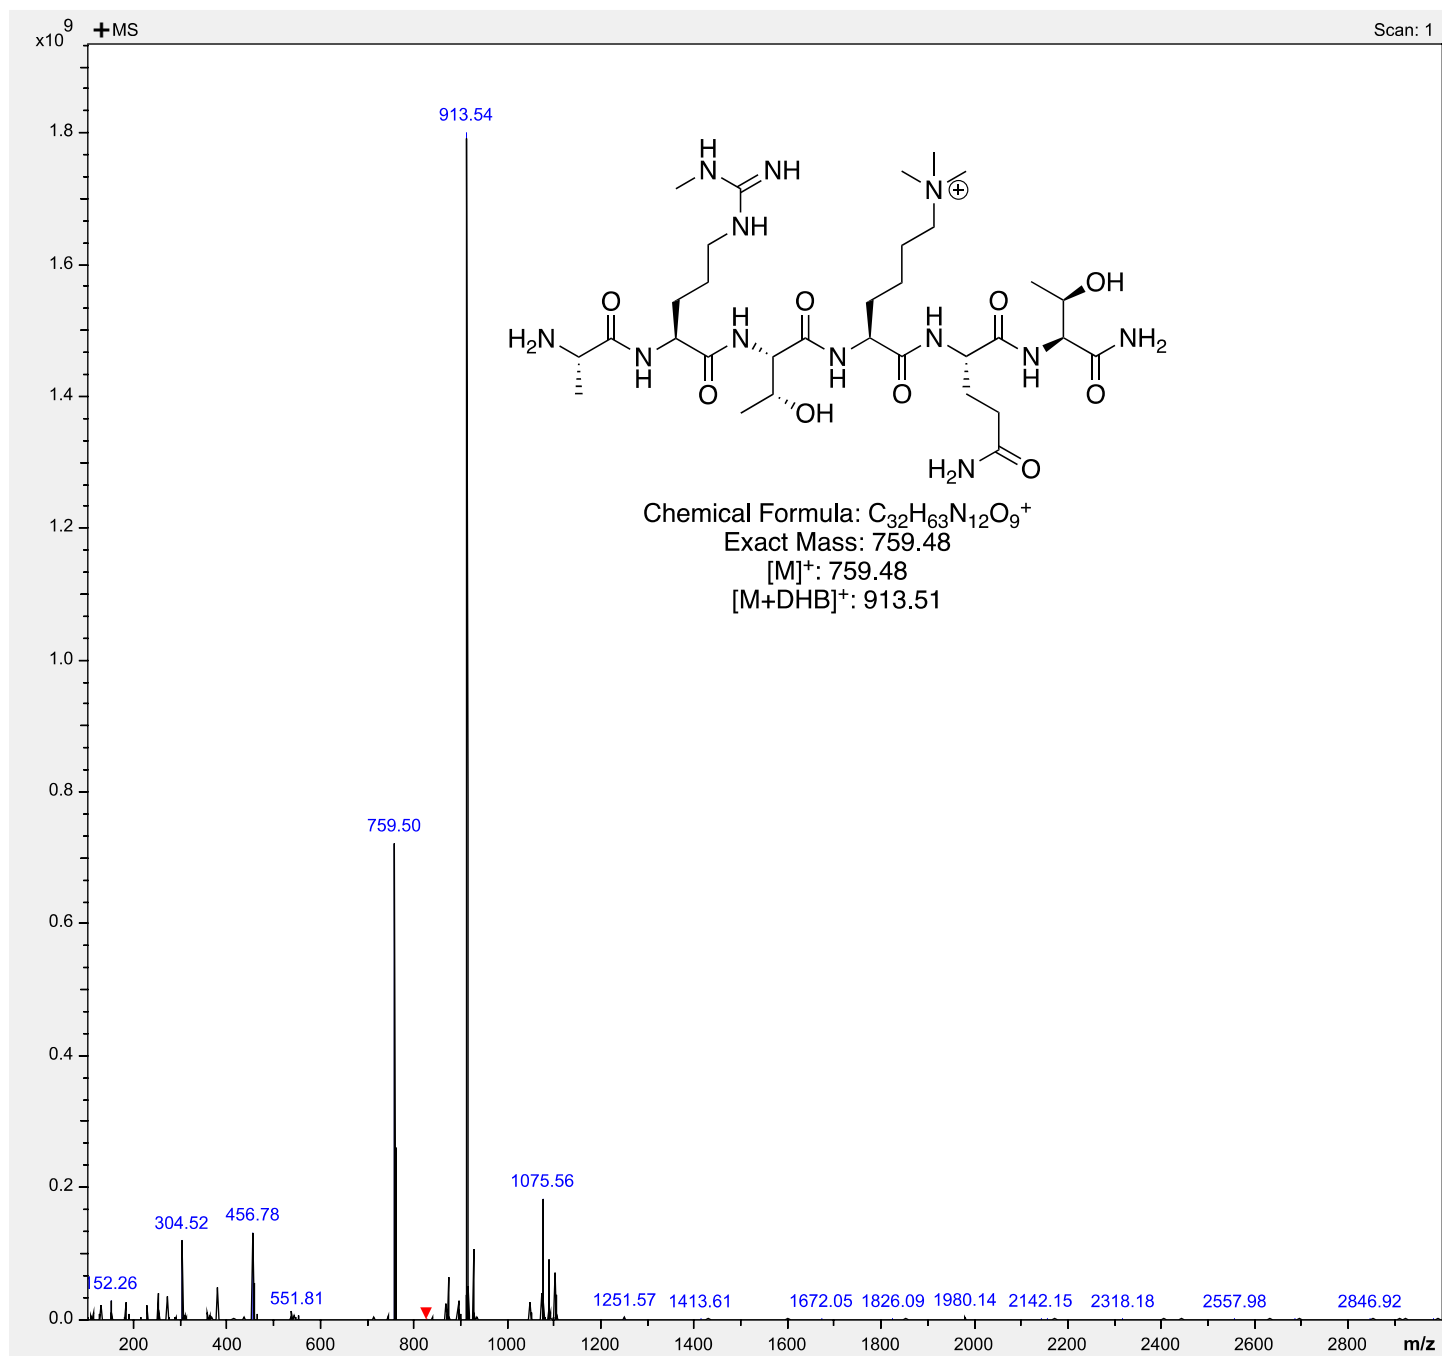 x10^9
+MS
Scan: 1
1.8
1.6
1.4
1.2
1.0
0.8
0.6
0.4
0.2
0.0
913.54
759.50
1075.56
304.52
456.78
152.26
551.81
1251.57
1413.61
1672.05
1826.09
1980.14
2142.15
2318.18
2557.98
2846.92
H
N
NH
NH
N
+
OH
O
H
N
O
H
N
O
H2N
N
H
O
N
H
O
N
H
NH2
O
OH
H2N
O
Chemical Formula: C32H63N12O9+
Exact Mass: 759.48
[M]+: 759.48
[M+DHB]+: 913.51
200 400 600 800 1000 1200 1400 1600 1800 2000 2200 2400 2600 2800 m/z